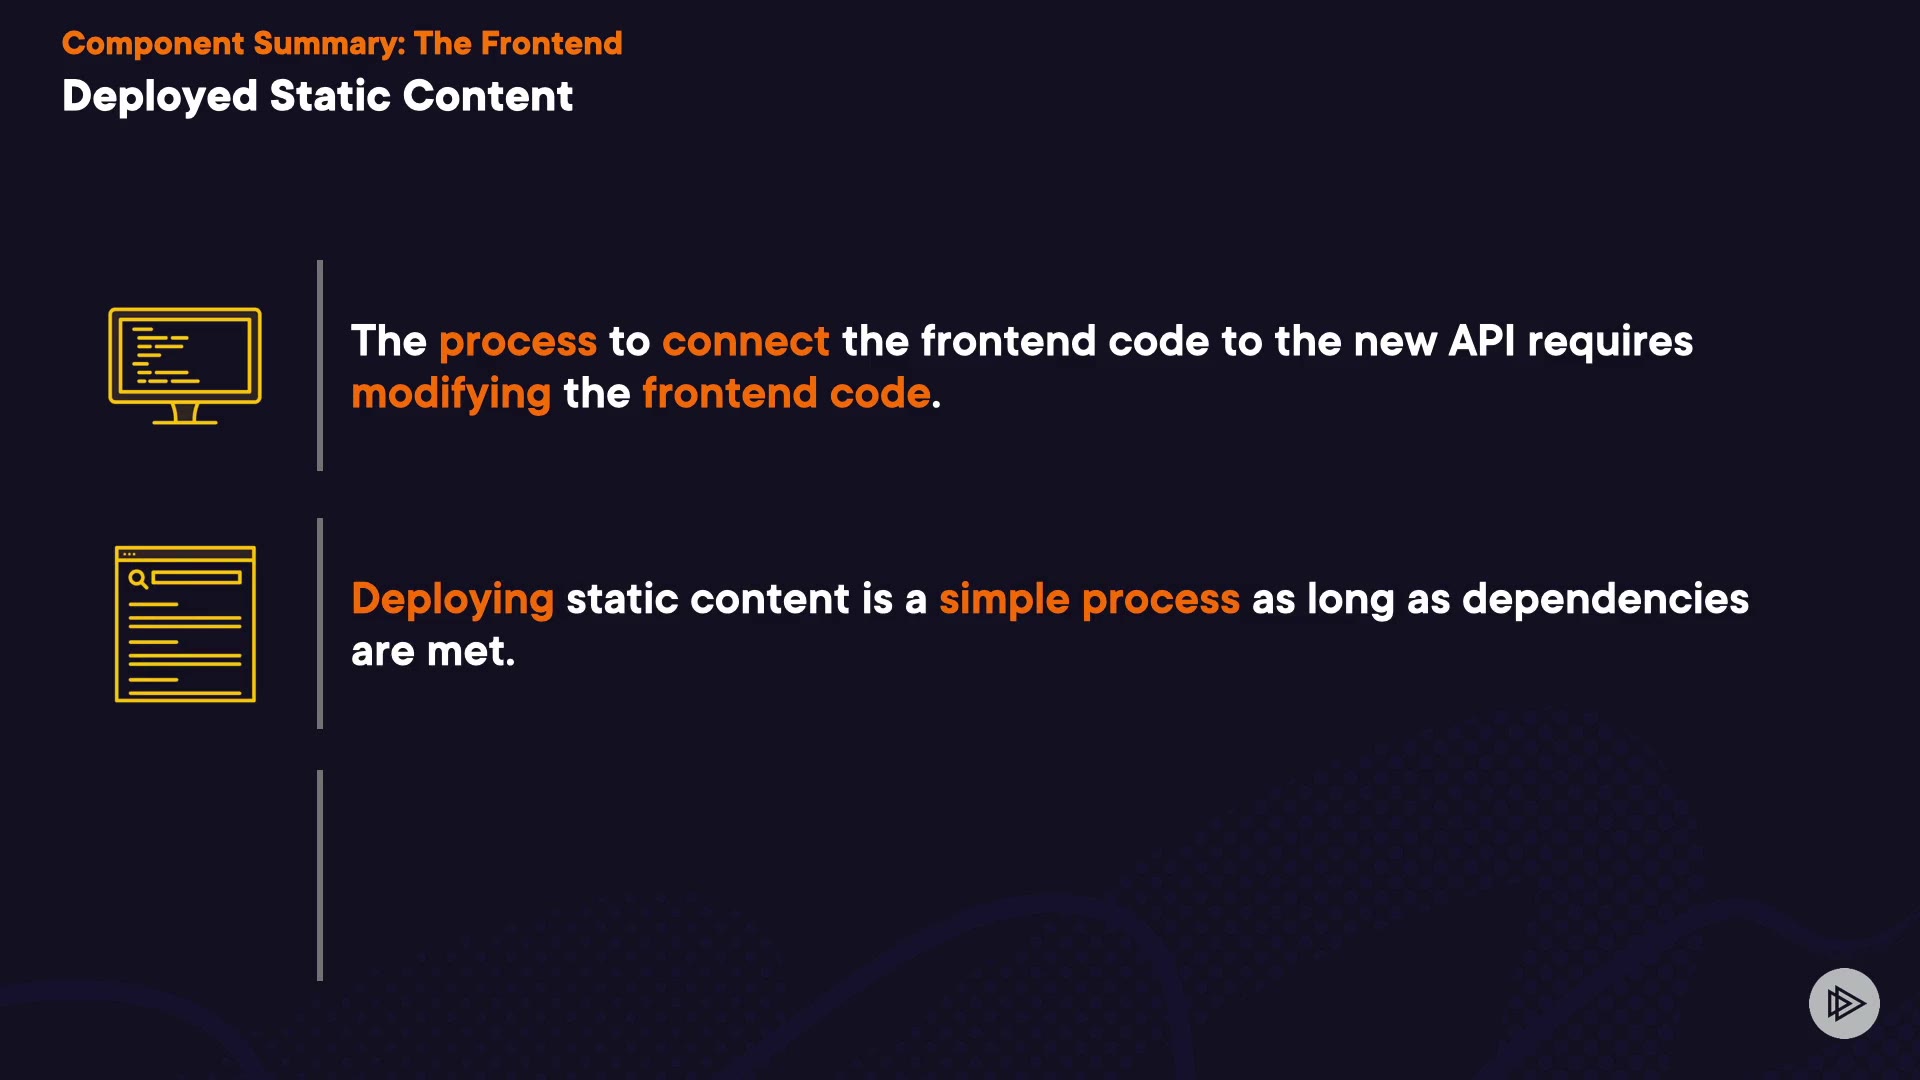 Component Summary: The Frontend
Deployed Static Content
The process to connect the frontend code to the new API requires
modifying the frontend code.
Deploying static content is a simple process as long as dependencies
are met.